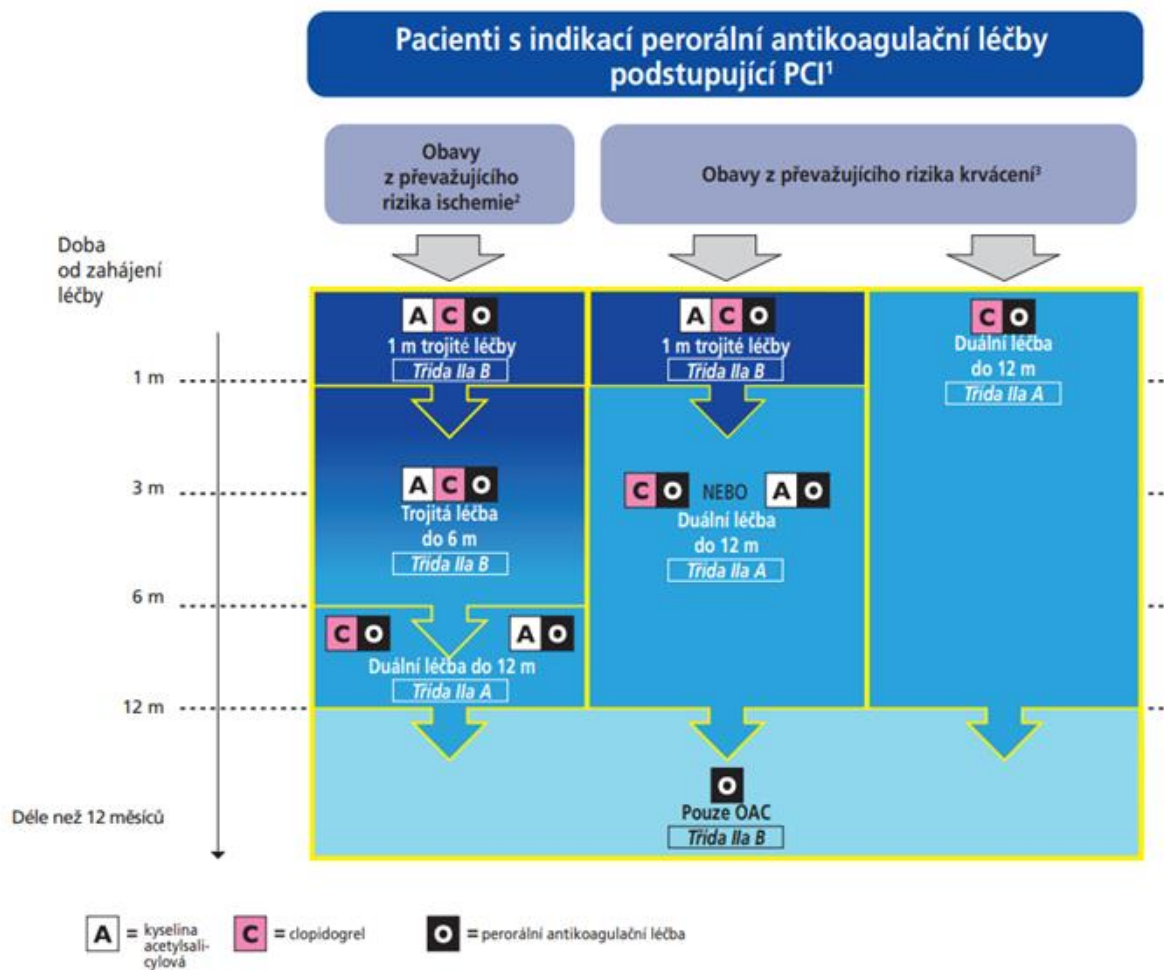 Pacienti s indikací perorální antikoagulační léčby
podstupující PCI¹
Obavy
z převažujícího
rizika ischemie²
Obavy z převažujícího rizika krvácení³
Doba
od zahájení
léčby
A C O
1 m trojité léčby
Třída IIa B
A C O
1 m trojité léčby
Třída IIa B
C O
Duální léčba
do 12 m
Třída IIa A
1 m
3 m
A C O
Trojitá léčba
do 6 m
Třída IIa B
C O NEBO A O
Duální léčba
do 12 m
Třída IIa A
6 m
C O A O
Duální léčba do 12 m
Třída IIa A
12 m
Déle než 12 měsíců
O
Pouze OAC
Třída IIa B
A = kyselina
acetylsali-
cylová
C = clopidogrel
O = perorální antikoagulační léčba